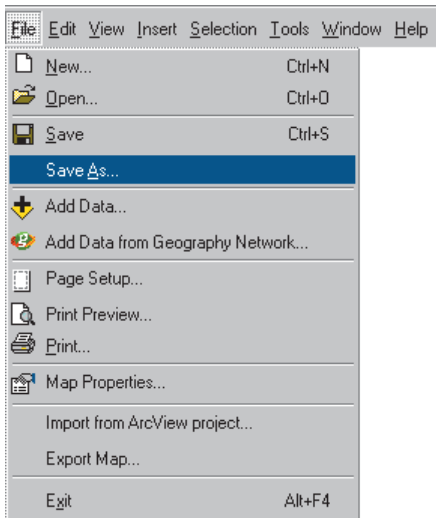 File Edit View Insert Selection Tools Window Help
New... Ctrl+N
Open... Ctrl+O
Save Ctrl+S
Save As...
Add Data...
Add Data from Geography Network...
Page Setup...
Print Preview...
Print...
Map Properties...
Import from ArcView project...
Export Map...
Exit Alt+F4